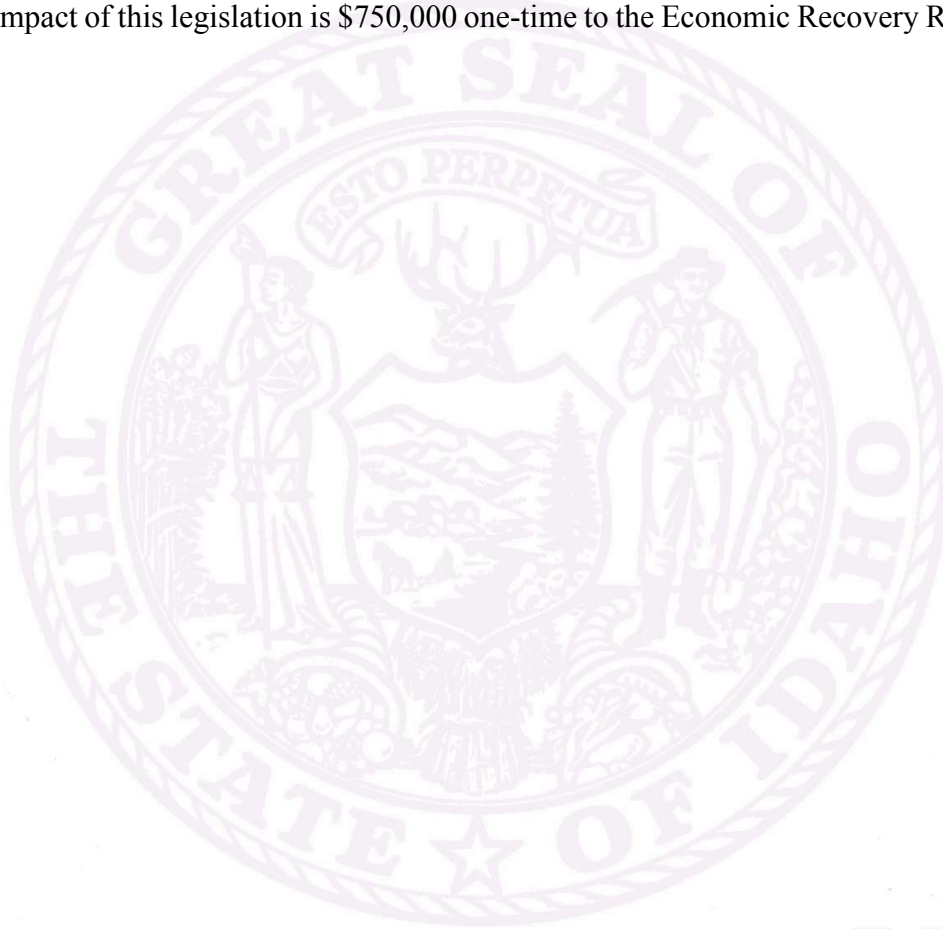 mpact of this legislation is $750,000 one-time to the Economic Recovery R
GREAT SEAL OF
ESTO PERPETUA
THE
IDAHO
STATE ☆ OF